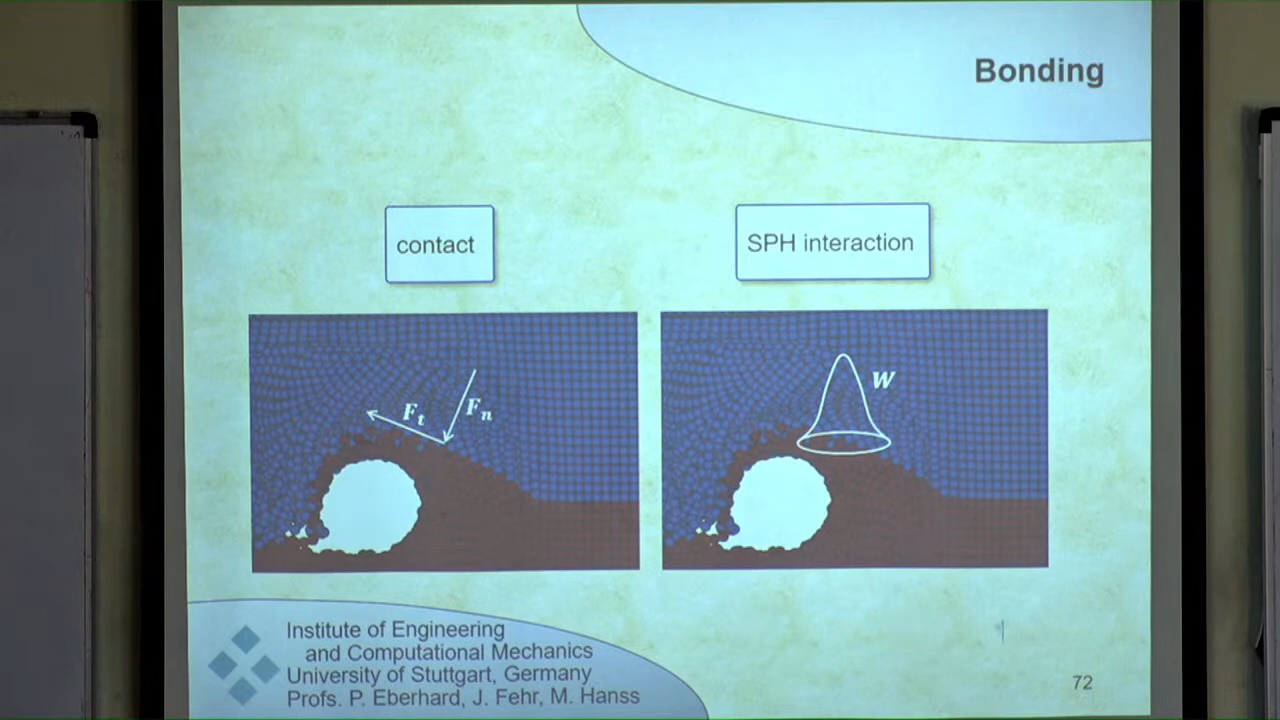 Bonding
contact
SPH interaction
F_t
F_n
W
Institute of Engineering
and Computational Mechanics
University of Stuttgart, Germany
Profs. P. Eberhard, J. Fehr, M. Hanss
72